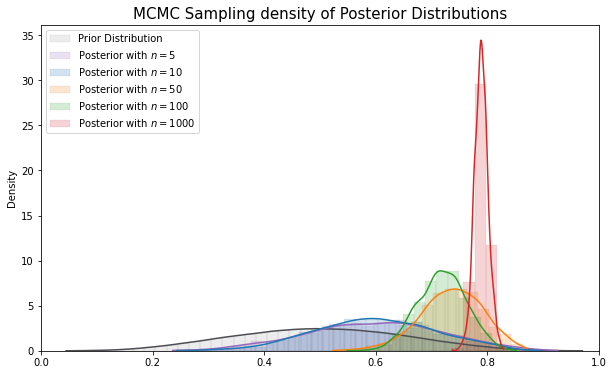 MCMC Sampling density of Posterior Distributions
35
30
25
20
15
10
5
0
Density
Prior Distribution
Posterior with n = 5
Posterior with n = 10
Posterior with n = 50
Posterior with n = 100
Posterior with n = 1000
0.0 0.2 0.4 0.6 0.8 1.0